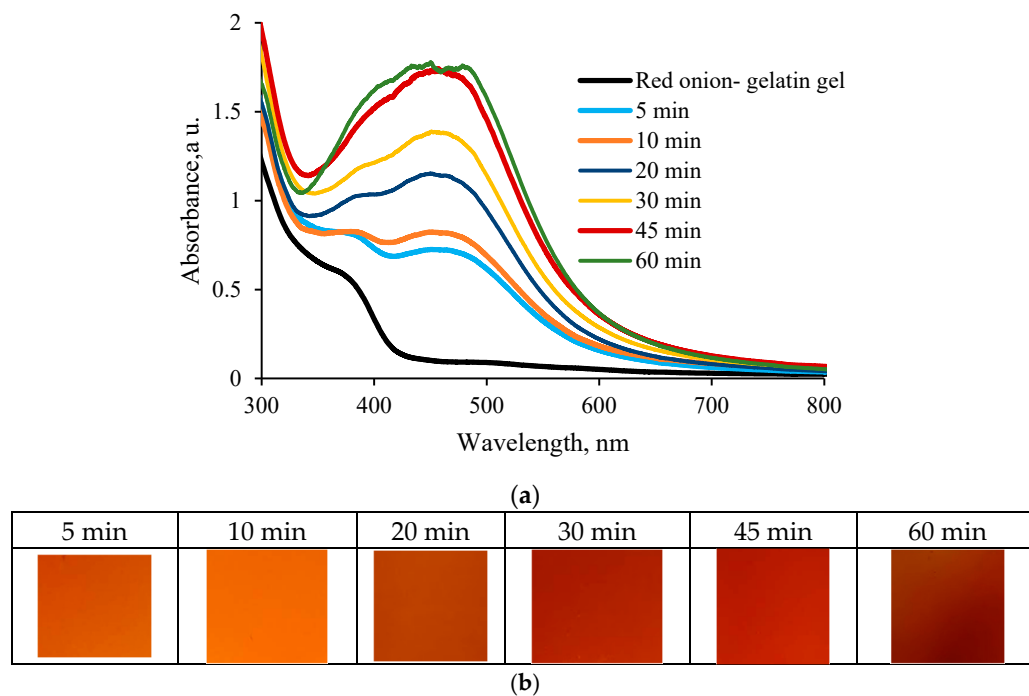 2
1.5
1
0.5
0
Absorbance,a u.
300 400 500 600 700 800
Wavelength, nm
Red onion- gelatin gel
5 min
10 min
20 min
30 min
45 min
60 min
(a)
5 min 10 min 20 min 30 min 45 min 60 min
(b)